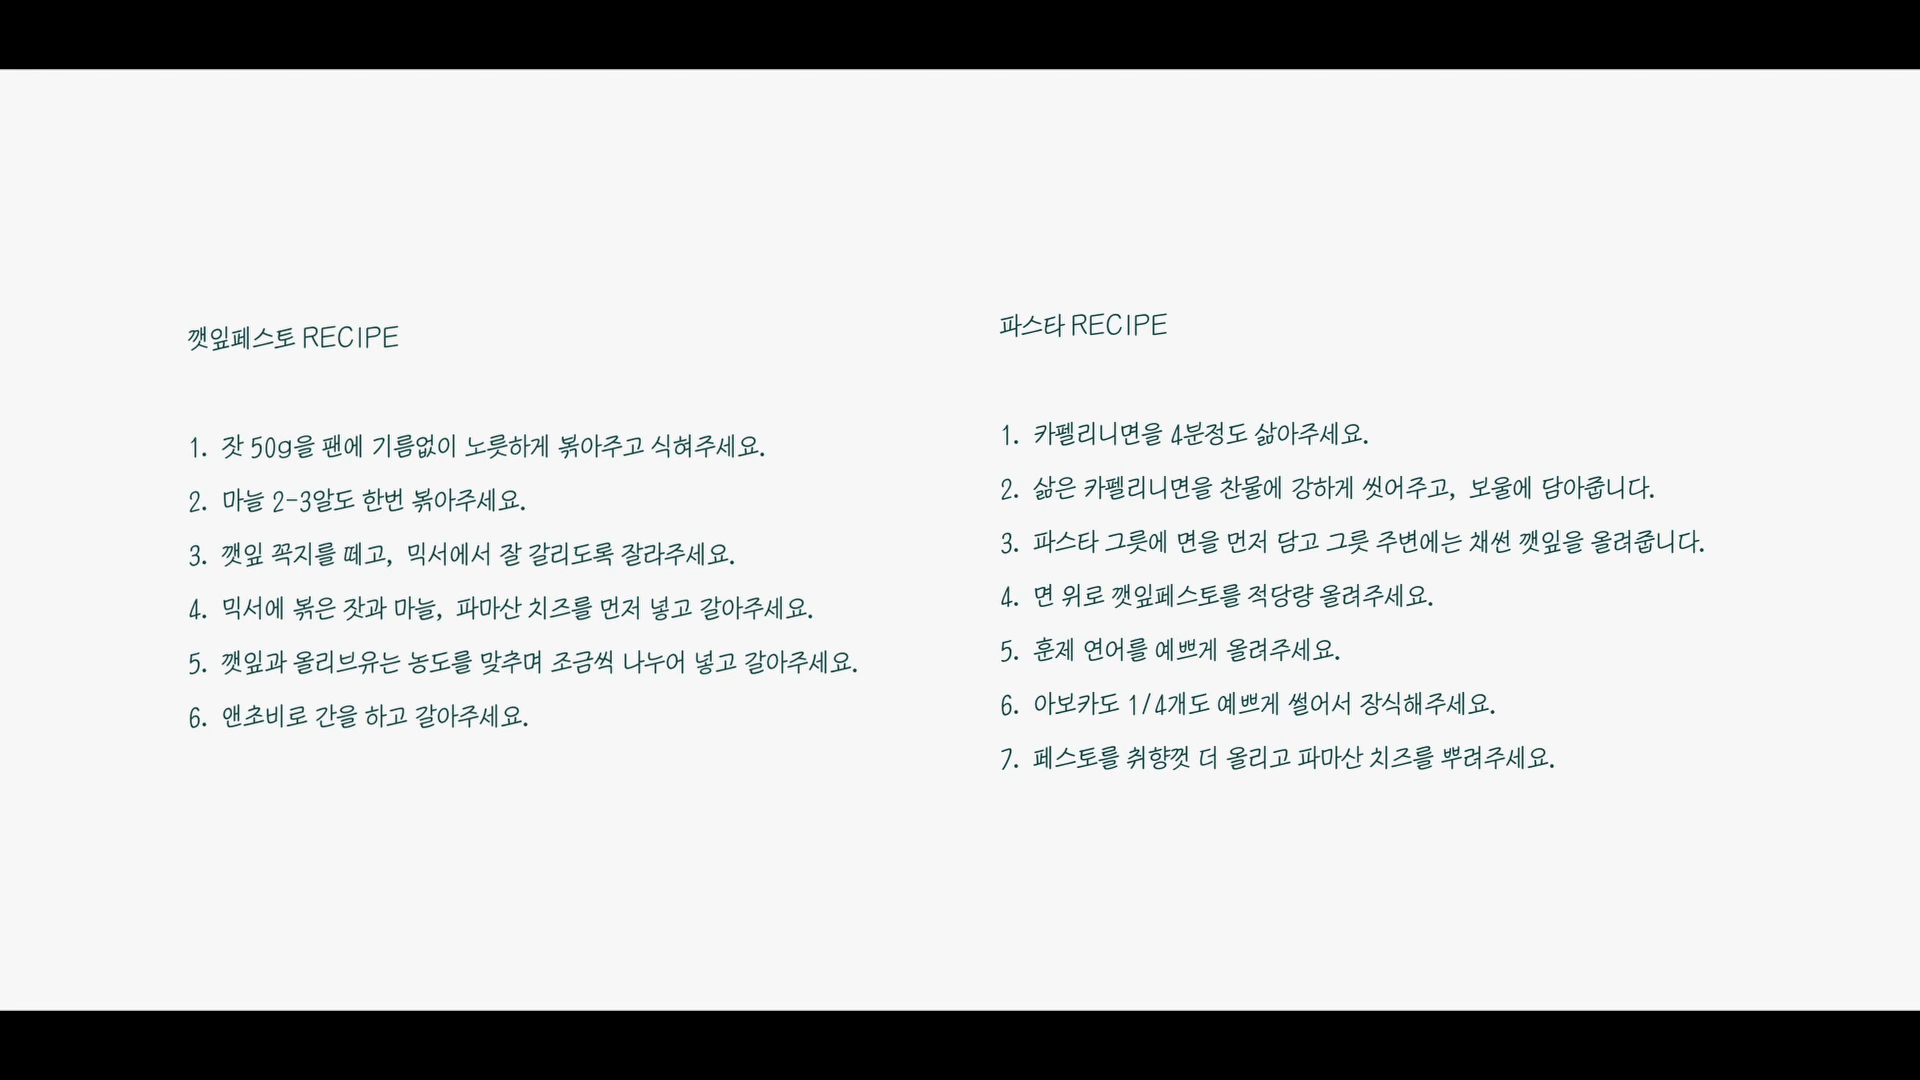 깻잎페스토 RECIPE
1. 잣 50g을 팬에 기름없이 노릇하게 볶아주고 식혀주세요.
2. 마늘 2-3알도 한번 볶아주세요.
3. 깻잎 꼭지를 떼고, 믹서에서 잘 갈리도록 잘라주세요.
4. 믹서에 볶은 잣과 마늘, 파마산 치즈를 먼저 넣고 갈아주세요.
5. 깻잎과 올리브유는 농도를 맞추며 조금씩 나누어 넣고 갈아주세요.
6. 앤초비로 간을 하고 갈아주세요.
파스타 RECIPE
1. 카펠리니면을 4분정도 삶아주세요.
2. 삶은 카펠리니면을 찬물에 강하게 씻어주고, 보울에 담아줍니다.
3. 파스타 그릇에 면을 먼저 담고 그릇 주변에는 채썬 깻잎을 올려줍니다.
4. 면 위로 깻잎페스토를 적당량 올려주세요.
5. 훈제 연어를 예쁘게 올려주세요.
6. 아보카도 1/4개도 예쁘게 썰어서 장식해주세요.
7. 페스토를 취향껏 더 올리고 파마산 치즈를 뿌려주세요.